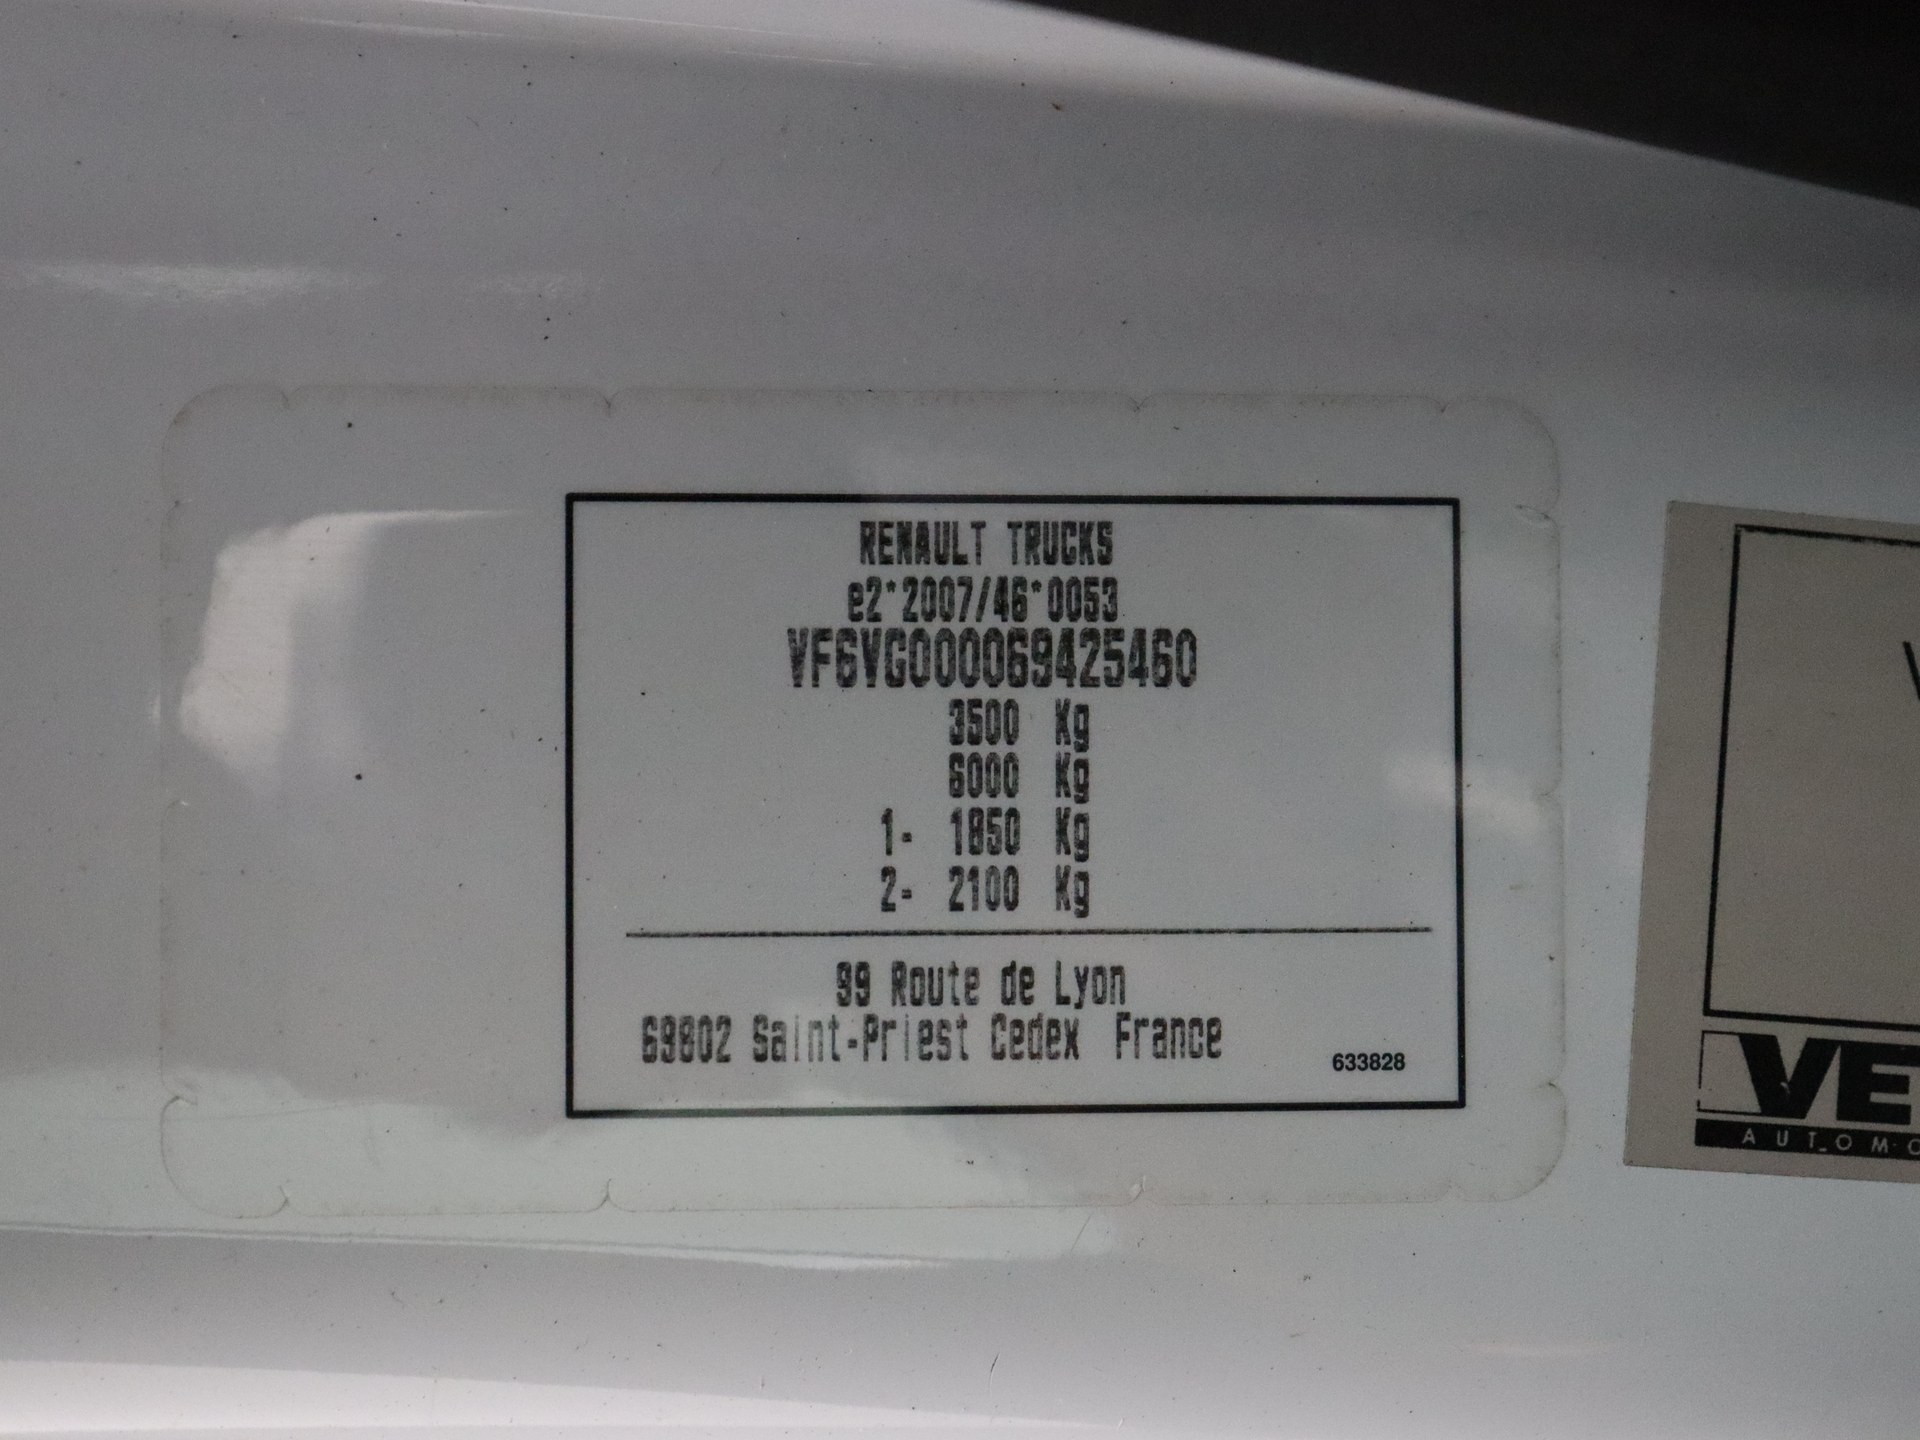 RENAULT TRUCKS
e2*2007/46*0053
VF6VG000069425460
3500 Kg
6000 Kg
1- 1850 Kg
2- 2100 Kg
99 Route de Lyon
69802 Saint-Priest Cedex France
633828